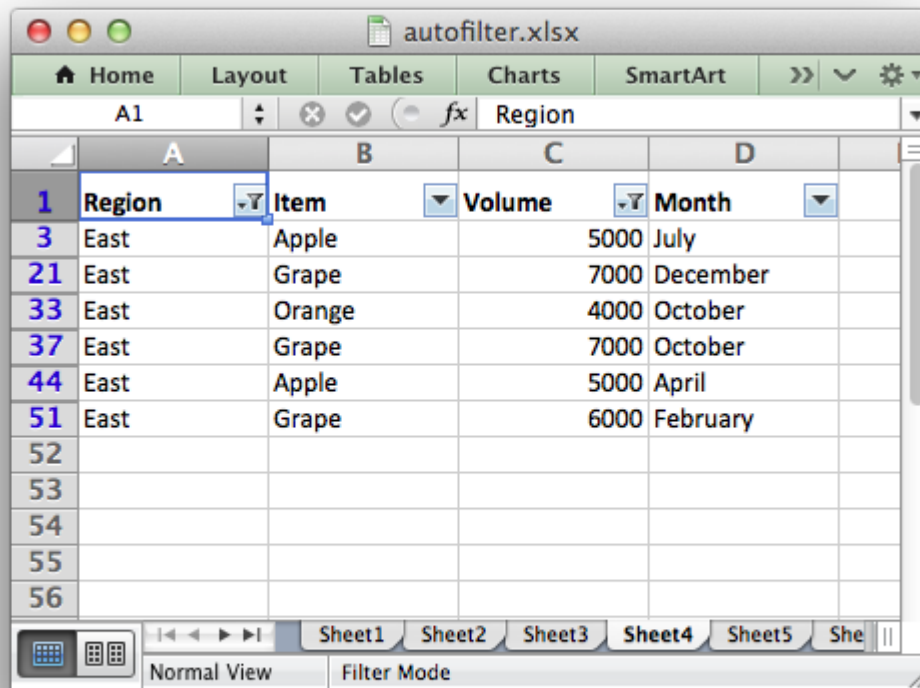 autofilter.xlsx
Home Layout Tables Charts SmartArt
A1 fx Region
A B C D
1 Region Item Volume Month
3 East Apple 5000 July
21 East Grape 7000 December
33 East Orange 4000 October
37 East Grape 7000 October
44 East Apple 5000 April
51 East Grape 6000 February
52
53
54
55
56
Sheet1 Sheet2 Sheet3 Sheet4 Sheet5 She
Normal View Filter Mode